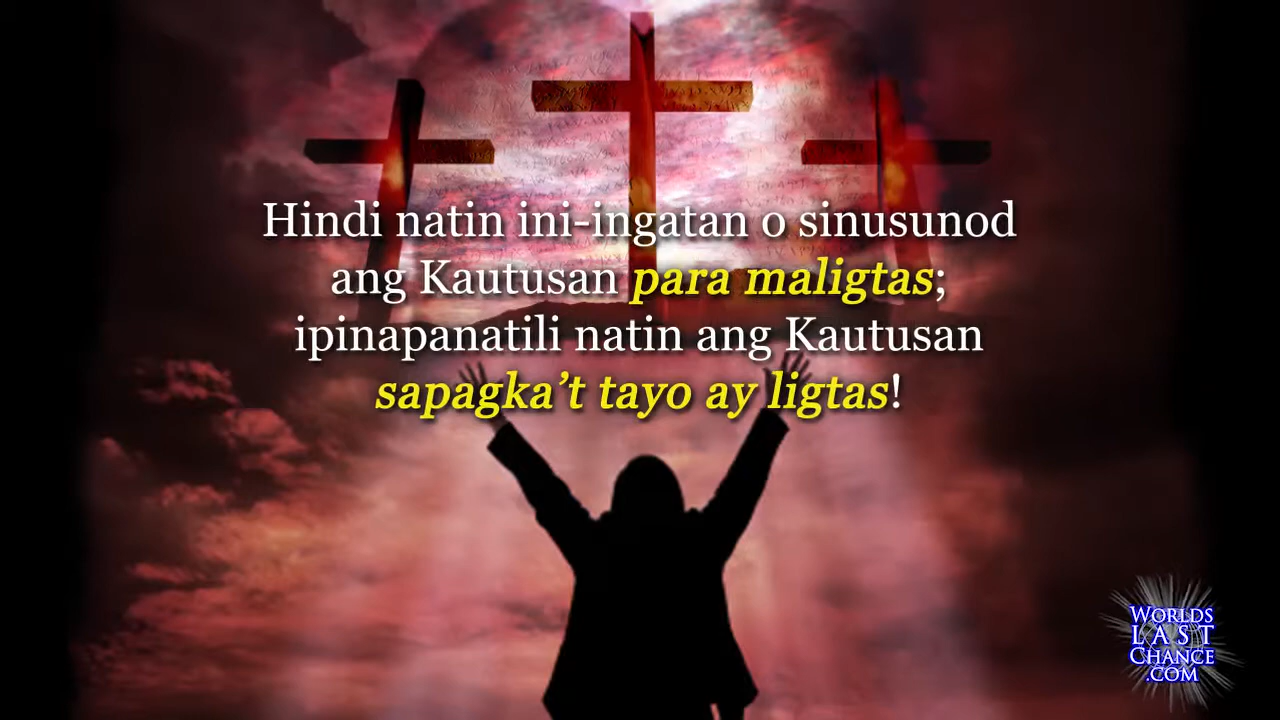 Hindi natin ini-ingatan o sinusunod
ang Kautusan para maligtas;
ipinapanatili natin ang Kautusan
sapagka’t tayo ay ligtas!
WORLDS
LAST
CHANCE
.COM